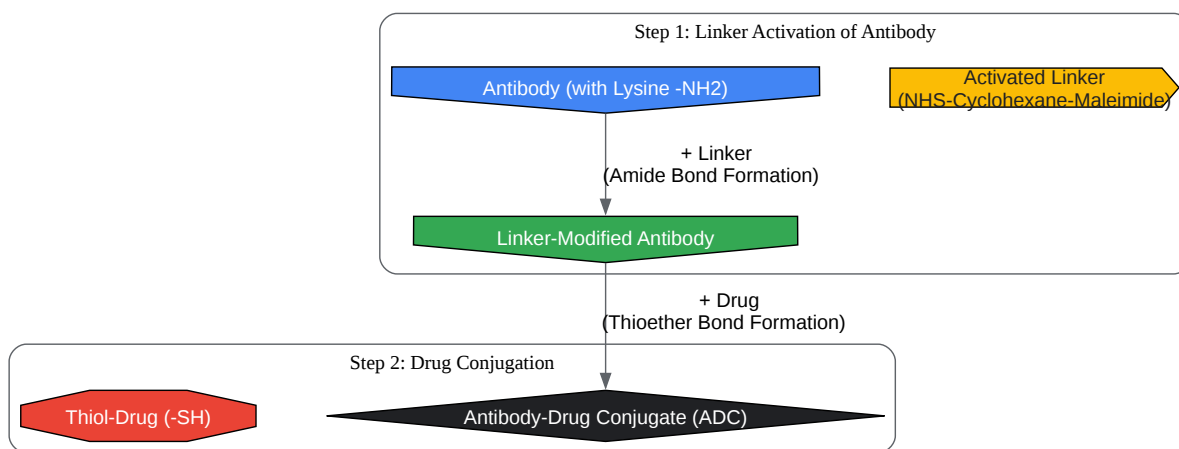 Step 1: Linker Activation of Antibody
Antibody (with Lysine -NH2)
Activated Linker
(NHS-Cyclohexane-Maleimide)
+ Linker
(Amide Bond Formation)
Linker-Modified Antibody
+ Drug
(Thioether Bond Formation)
Step 2: Drug Conjugation
Thiol-Drug (-SH)
Antibody-Drug Conjugate (ADC)